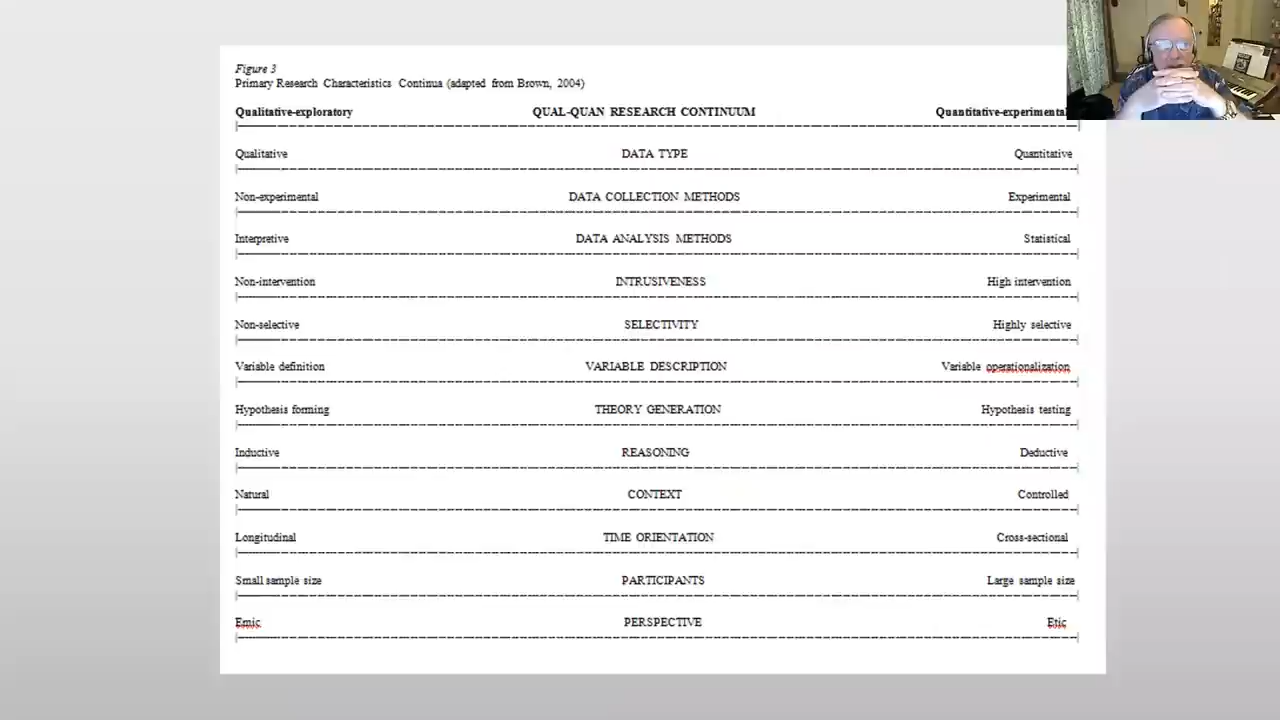 Figure 3
Primary Research Characteristics Continua (adapted from Brown, 2004)
Qualitative-exploratory QUAL-QUAN RESEARCH CONTINUUM Quantitative-experimental
Qualitative DATA TYPE Quantitative
Non-experimental DATA COLLECTION METHODS Experimental
Interpretive DATA ANALYSIS METHODS Statistical
Non-intervention INTRUSIVENESS High intervention
Non-selective SELECTIVITY Highly selective
Variable definition VARIABLE DESCRIPTION Variable operationalization
Hypothesis forming THEORY GENERATION Hypothesis testing
Inductive REASONING Deductive
Natural CONTEXT Controlled
Longitudinal TIME ORIENTATION Cross-sectional
Small sample size PARTICIPANTS Large sample size
Emic PERSPECTIVE Etic